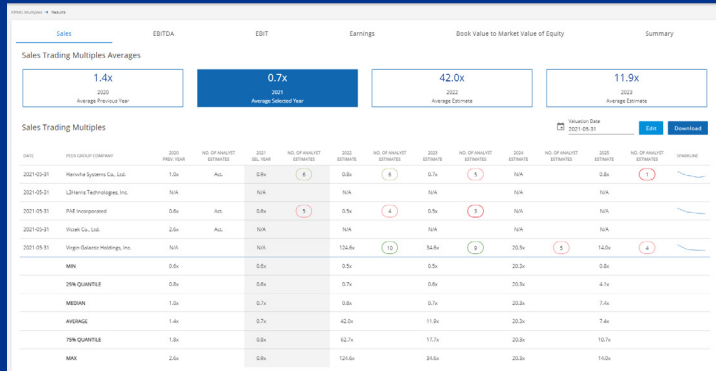 Trading Multiples → Results
Sales EBITDA EBIT Earnings Book Value to Market Value of Equity Summary
Sales Trading Multiples Averages
1.4x 0.7x 42.0x 11.9x
2020 2021 2022 2023
Average Previous Year Average Selected Year Average Estimate Average Estimate
Sales Trading Multiples
Valuation Date
2021-05-31 Edit Download
DATE PEER GROUP COMPANY 2020 PREV. YEAR NO. OF ANALYST ESTIMATES 2021 SEL. YEAR NO. OF ANALYST ESTIMATES 2022 ESTIMATE NO. OF ANALYST ESTIMATES 2023 ESTIMATE NO. OF ANALYST ESTIMATES 2024 ESTIMATE NO. OF ANALYST ESTIMATES 2025 ESTIMATE NO. OF ANALYST ESTIMATES SPARKLINE
2021-05-31 Hanwha Systems Co., Ltd. 1.0x Act. 0.9x 6 0.8x 6 0.7x 5 N/A 0.8x 1
2021-05-31 L3Harris Technologies, Inc. N/A N/A N/A N/A N/A N/A
2021-05-31 PAE Incorporated 0.6x Act. 0.6x 5 0.5x 4 0.5x 3 N/A N/A
2021-05-31 Victek Co., Ltd. 2.6x Act. N/A N/A N/A N/A N/A
2021-05-31 Virgin Galactic Holdings, Inc. N/A N/A 124.6x 10 34.6x 9 20.3x 5 14.0x 4
MIN 0.6x 0.6x 0.5x 0.5x 20.3x 0.8x
25% QUANTILE 0.8x 0.6x 0.7x 0.6x 20.3x 4.1x
MEDIAN 1.0x 0.7x 0.8x 0.7x 20.3x 7.4x
AVERAGE 1.4x 0.7x 42.0x 11.9x 20.3x 7.4x
75% QUANTILE 1.8x 0.8x 62.7x 17.7x 20.3x 10.7x
MAX 2.6x 0.9x 124.6x 34.6x 20.3x 14.0x